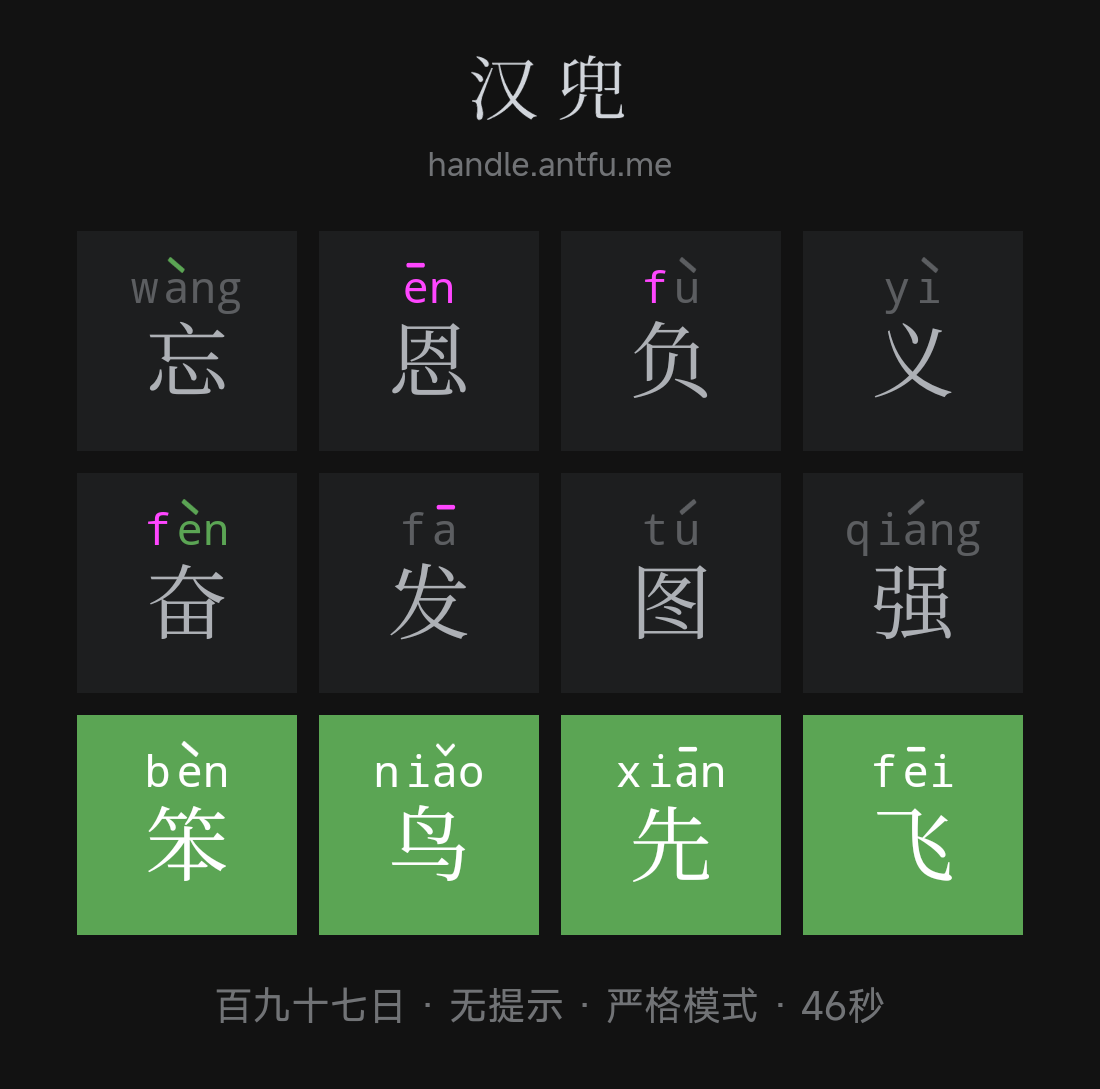 汉兜
handle.antfu.me
wàng ēn fù yì
忘恩负义
fèn fā tú qiáng
奋发图强
bèn niǎo xiān fēi
笨鸟先飞
百九十七日 · 无提示 · 严格模式 · 46秒